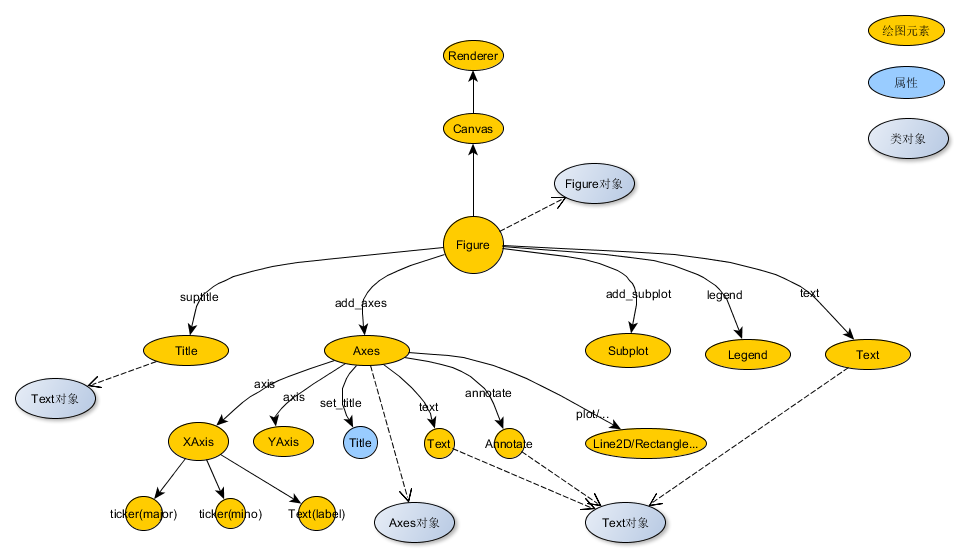 绘图元素
Renderer
属性
Canvas
类对象
Figure对象
Figure
suptitle
add_axes
add_subplot
legend
text
Title
Axes
Subplot
Legend
Text
Text对象
axis
axis
set_title
text
annotate
plot/...
XAxis
YAxis
Title
Text
Annotate
Line2D/Rectangle...
ticker(major)
ticker(mino)
Text(label)
Axes对象
Text对象